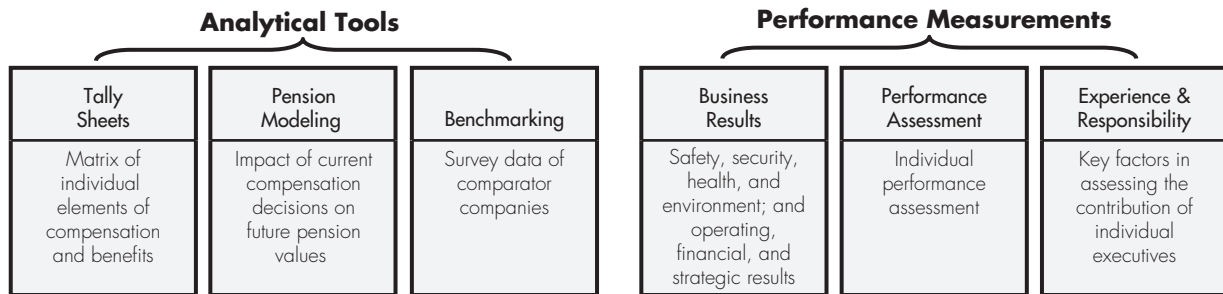 Analytical Tools
Tally
Sheets
Matrix of
individual
elements of
compensation
and benefits
Pension
Modeling
Impact of current
compensation
decisions on
future pension
values
Benchmarking
Survey data of
comparator
companies
Performance Measurements
Business
Results
Safety, security,
health, and
environment; and
operating,
financial, and
strategic results
Performance
Assessment
Individual
performance
assessment
Experience &
Responsibility
Key factors in
assessing the
contribution of
individual
executives